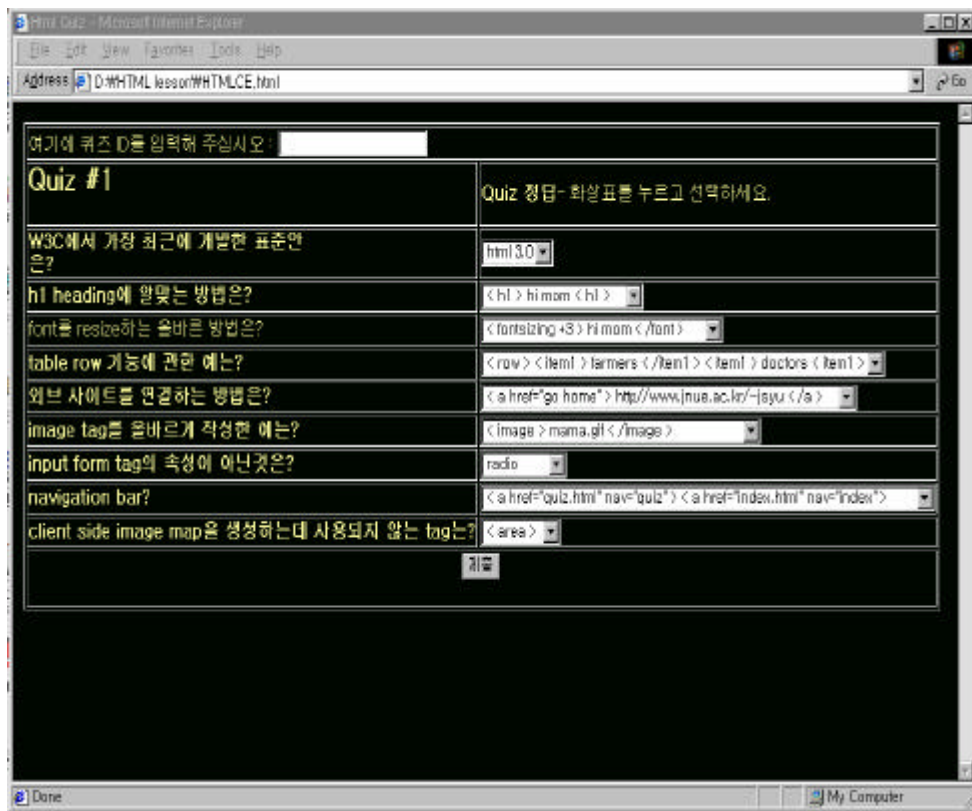 Html Quiz - Microsoft Internet Explorer
File Edit View Favorites Tools Help
Address D:₩HTML lesson₩HTMLCE.html Go
여기에 퀴즈 ID를 입력해 주십시오 :
Quiz #1
Quiz 정답- 화살표를 누르고 선택하세요.
W3C에서 가장 최근에 개발한 표준안
은?
html 3.0
h1 heading에 알맞는 방법은?
< h1 > hi mom < h1 >
font를 resize하는 올바른 방법은?
< fontsizing +3 > hi mom < /font >
table row 기능에 관한 예는?
< row > < item1 > farmers < /item1 > < item1 > doctors < item1 >
외브 사이트를 연결하는 방법은?
< a href="go home" > http://www.jnue.ac.kr/~jsyu < /a >
image tag를 올바르게 작성한 예는?
< image > mama.gif < /image >
input form tag의 속성이 아닌것은?
radio
navigation bar?
< a href="quiz.html" nav="quiz" > < a href="index.html" nav="index">
client side image map을 생성하는데 사용되지 않는 tag는?
< area >
제출
Done
My Computer